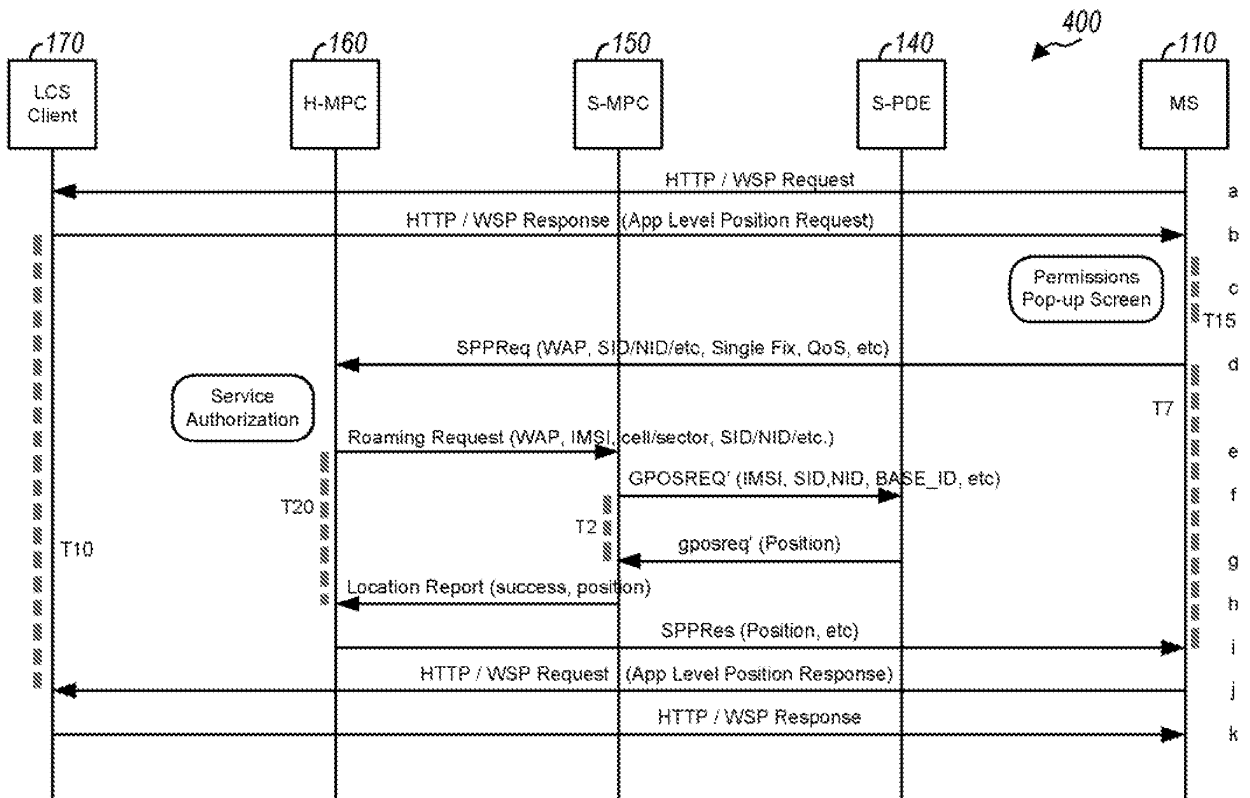 400
170
160
150
140
110
LCS
Client
H-MPC
S-MPC
S-PDE
MS
HTTP / WSP Request
a
HTTP / WSP Response (App Level Position Request)
b
Permissions
Pop-up Screen
c
T15
SPPReq (WAP, SID/NID/etc, Single Fix, QoS, etc)
d
Service
Authorization
T7
Roaming Request (WAP, IMSI, cell/sector, SID/NID/etc.)
e
GPOSREQ' (IMSI, SID,NID, BASE_ID, etc)
f
T20
T2
T10
gposreq' (Position)
g
Location Report (success, position)
h
SPPRes (Position, etc)
i
HTTP / WSP Request (App Level Position Response)
j
HTTP / WSP Response
k